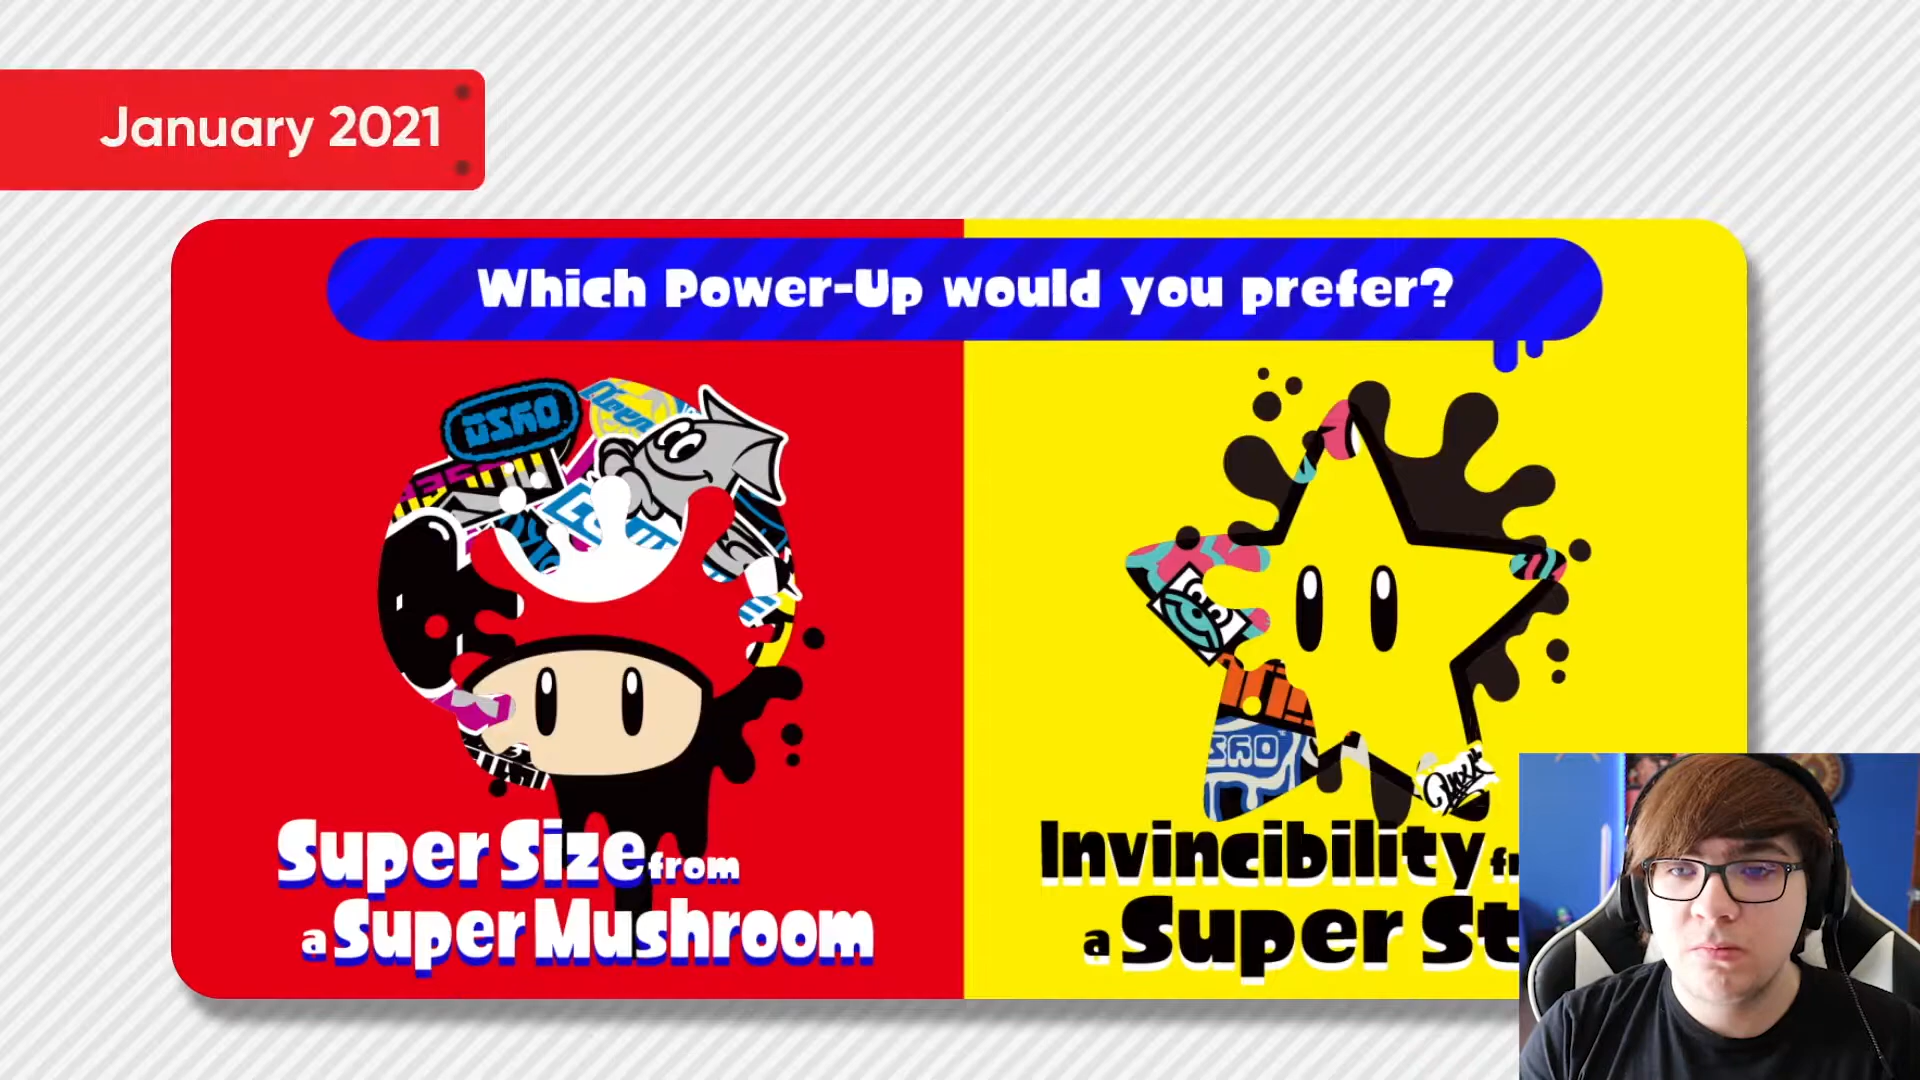 January 2021
Which Power-Up would you prefer?
Super Size from
a Super Mushroom
Invincibility
a Super